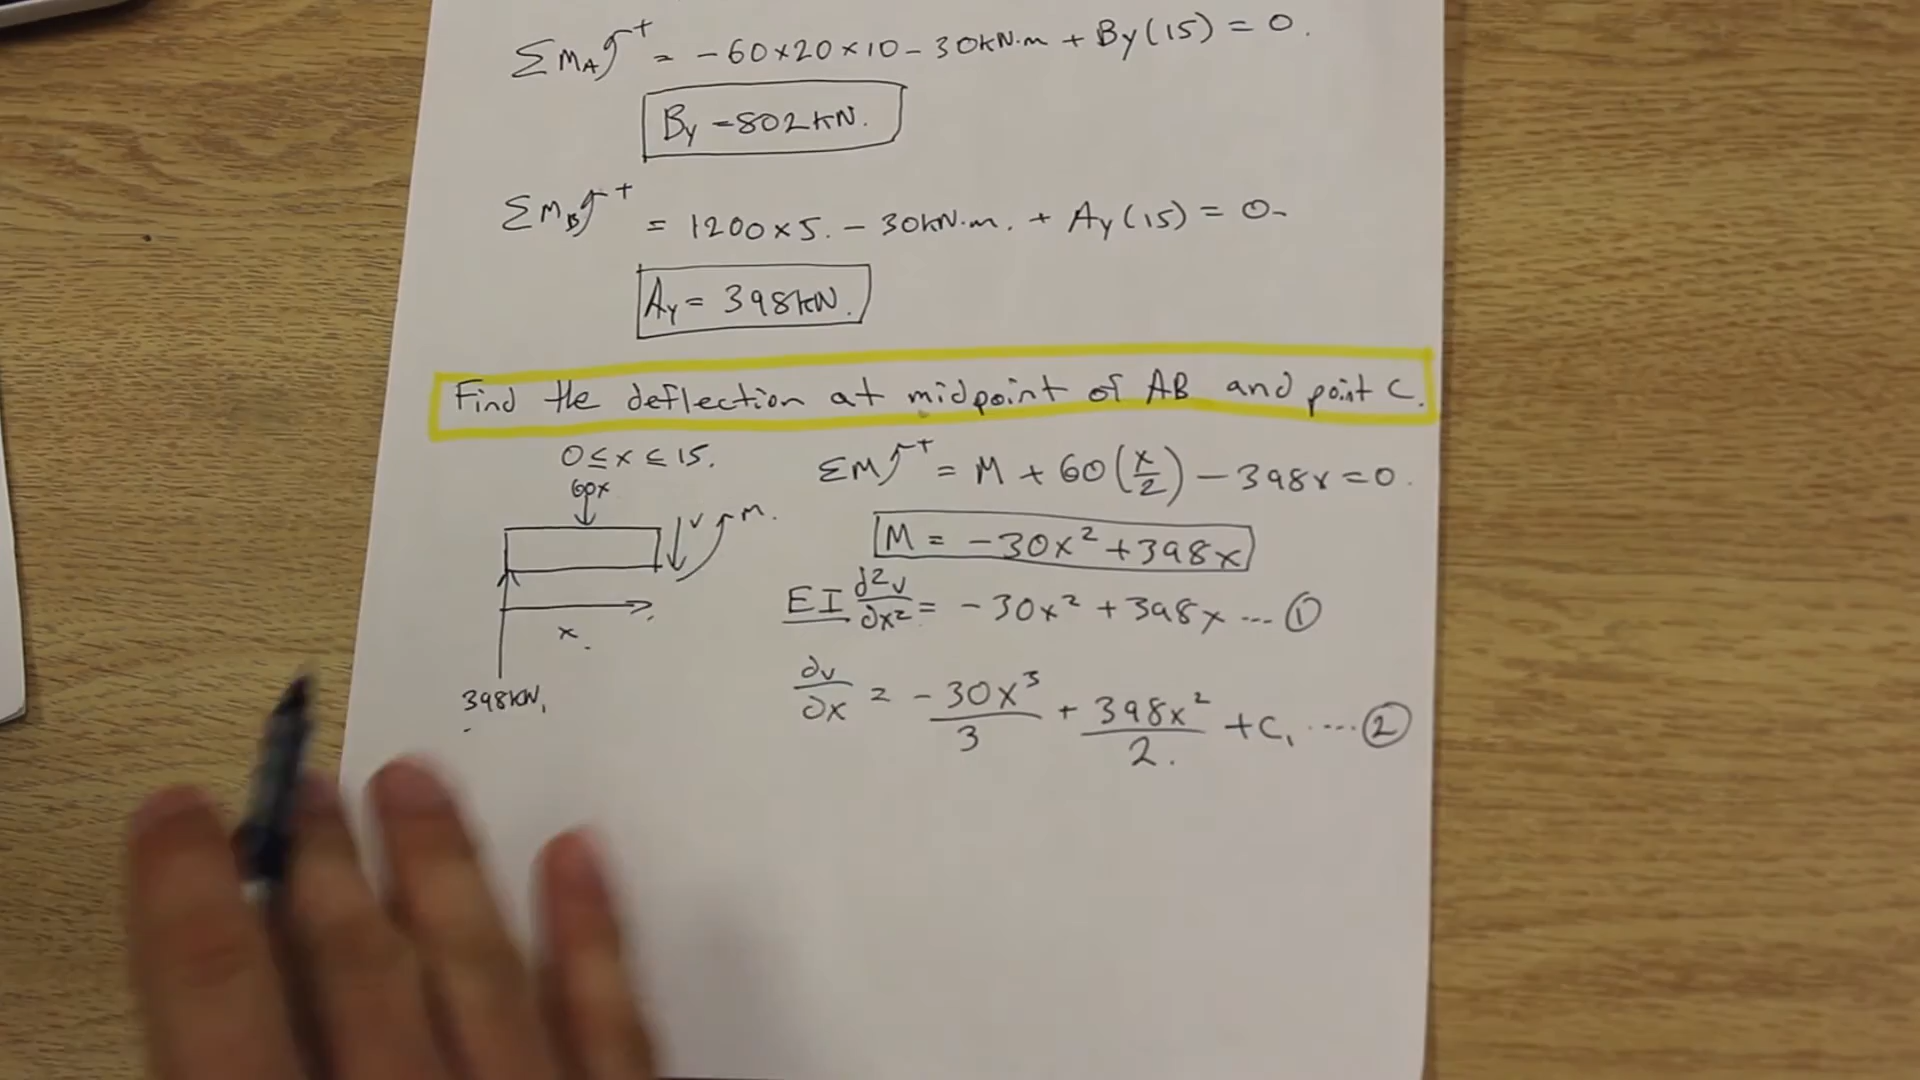 ΣM_A ↺+ = -60×20×10 - 30kN·m + By(15) = 0.
By = 802kN.
ΣM_B ↺+ = 1200×5. - 30kN·m. + Ay(15) = 0-
Ay = 398kN.
Find the deflection at midpoint of AB and point C.
0 ≤ x ≤ 15.
60x
V M.
x.
398kN,
ΣM ↺+ = M + 60(x/2) - 398x = 0.
M = -30x² + 398x
EI d²v/dx² = -30x² + 398x --- ①
dv/dx = -30x³/3 + 398x²/2. + C₁ ---- ②